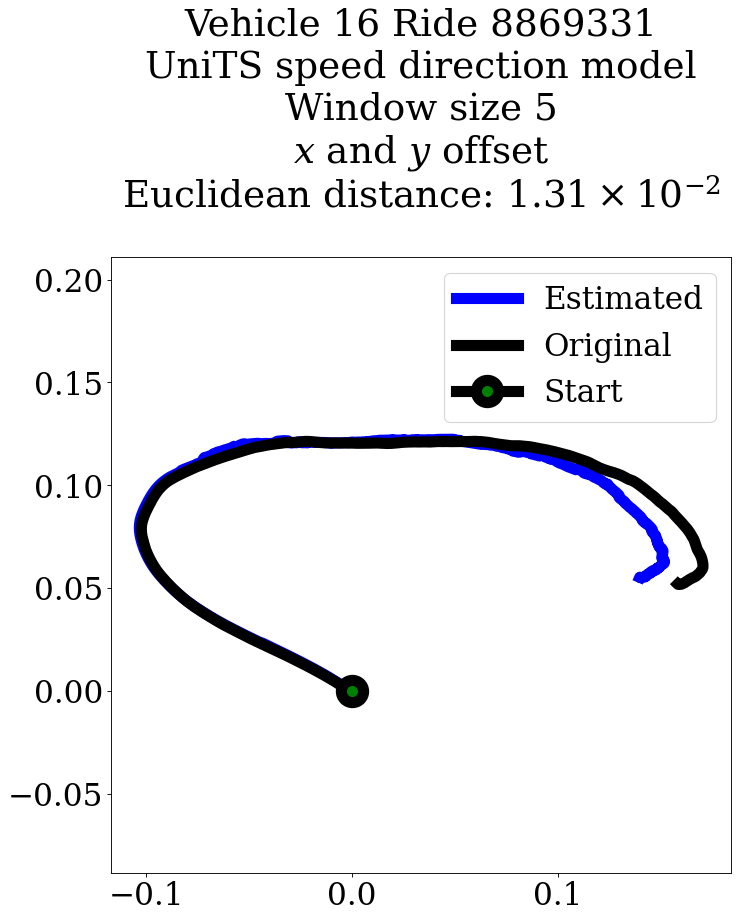 Vehicle 16 Ride 8869331
UniTS speed direction model
Window size 5
x and y offset
Euclidean distance: 1.31 × 10⁻²
Estimated
Original
Start
0.20
0.15
0.10
0.05
0.00
−0.05
−0.1 0.0 0.1